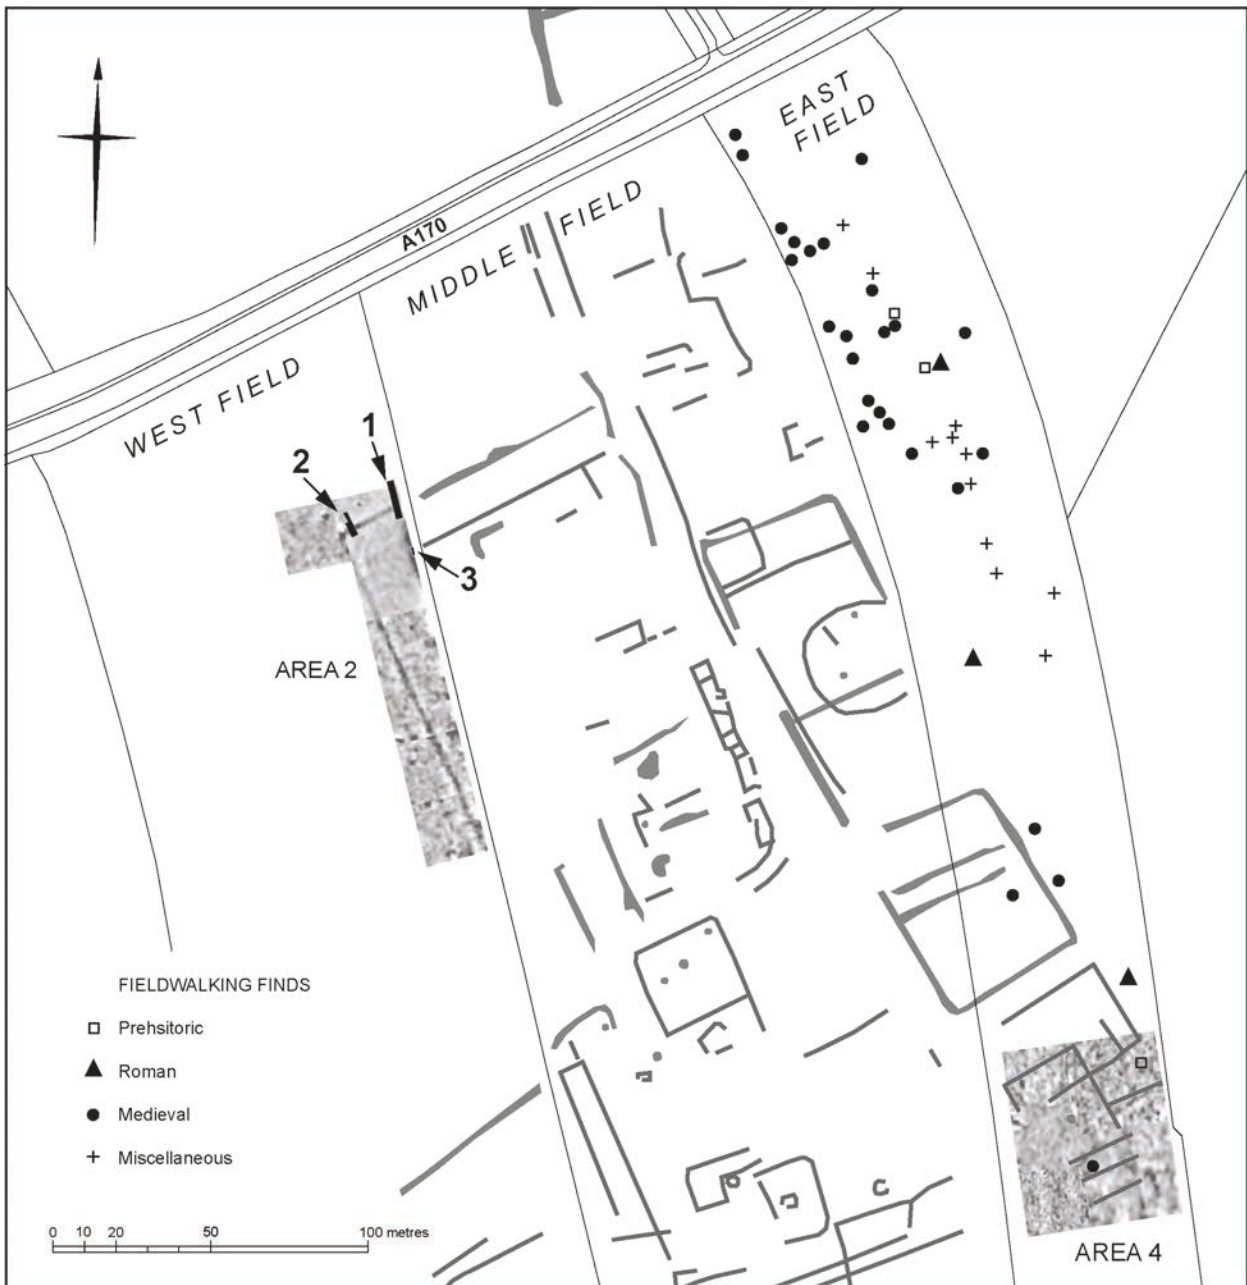 EAST
FIELD
A170
MIDDLE FIELD
WEST FIELD
1
2
3
AREA 2
FIELDWALKING FINDS
Prehsitoric
Roman
Medieval
Miscellaneous
0 10 20 50 100 metres
AREA 4